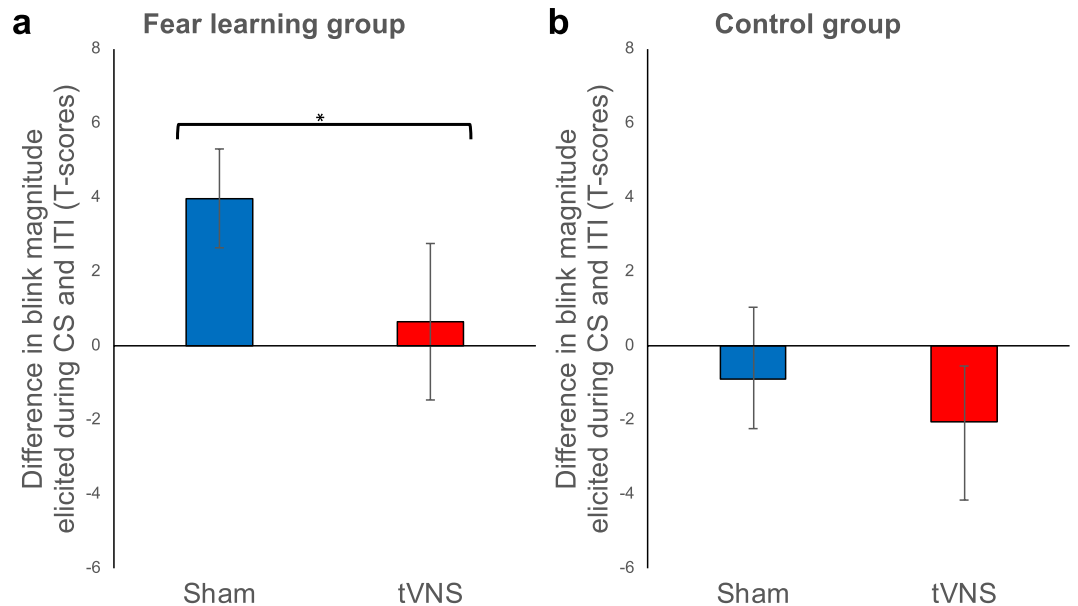 a
Fear learning group
Difference in blink magnitude
elicited during CS and ITI (T-scores)
8
6
4
2
0
-2
-4
-6
*
Sham
tVNS
b
Control group
Difference in blink magnitude
elicited during CS and ITI (T-scores)
8
6
4
2
0
-2
-4
-6
Sham
tVNS